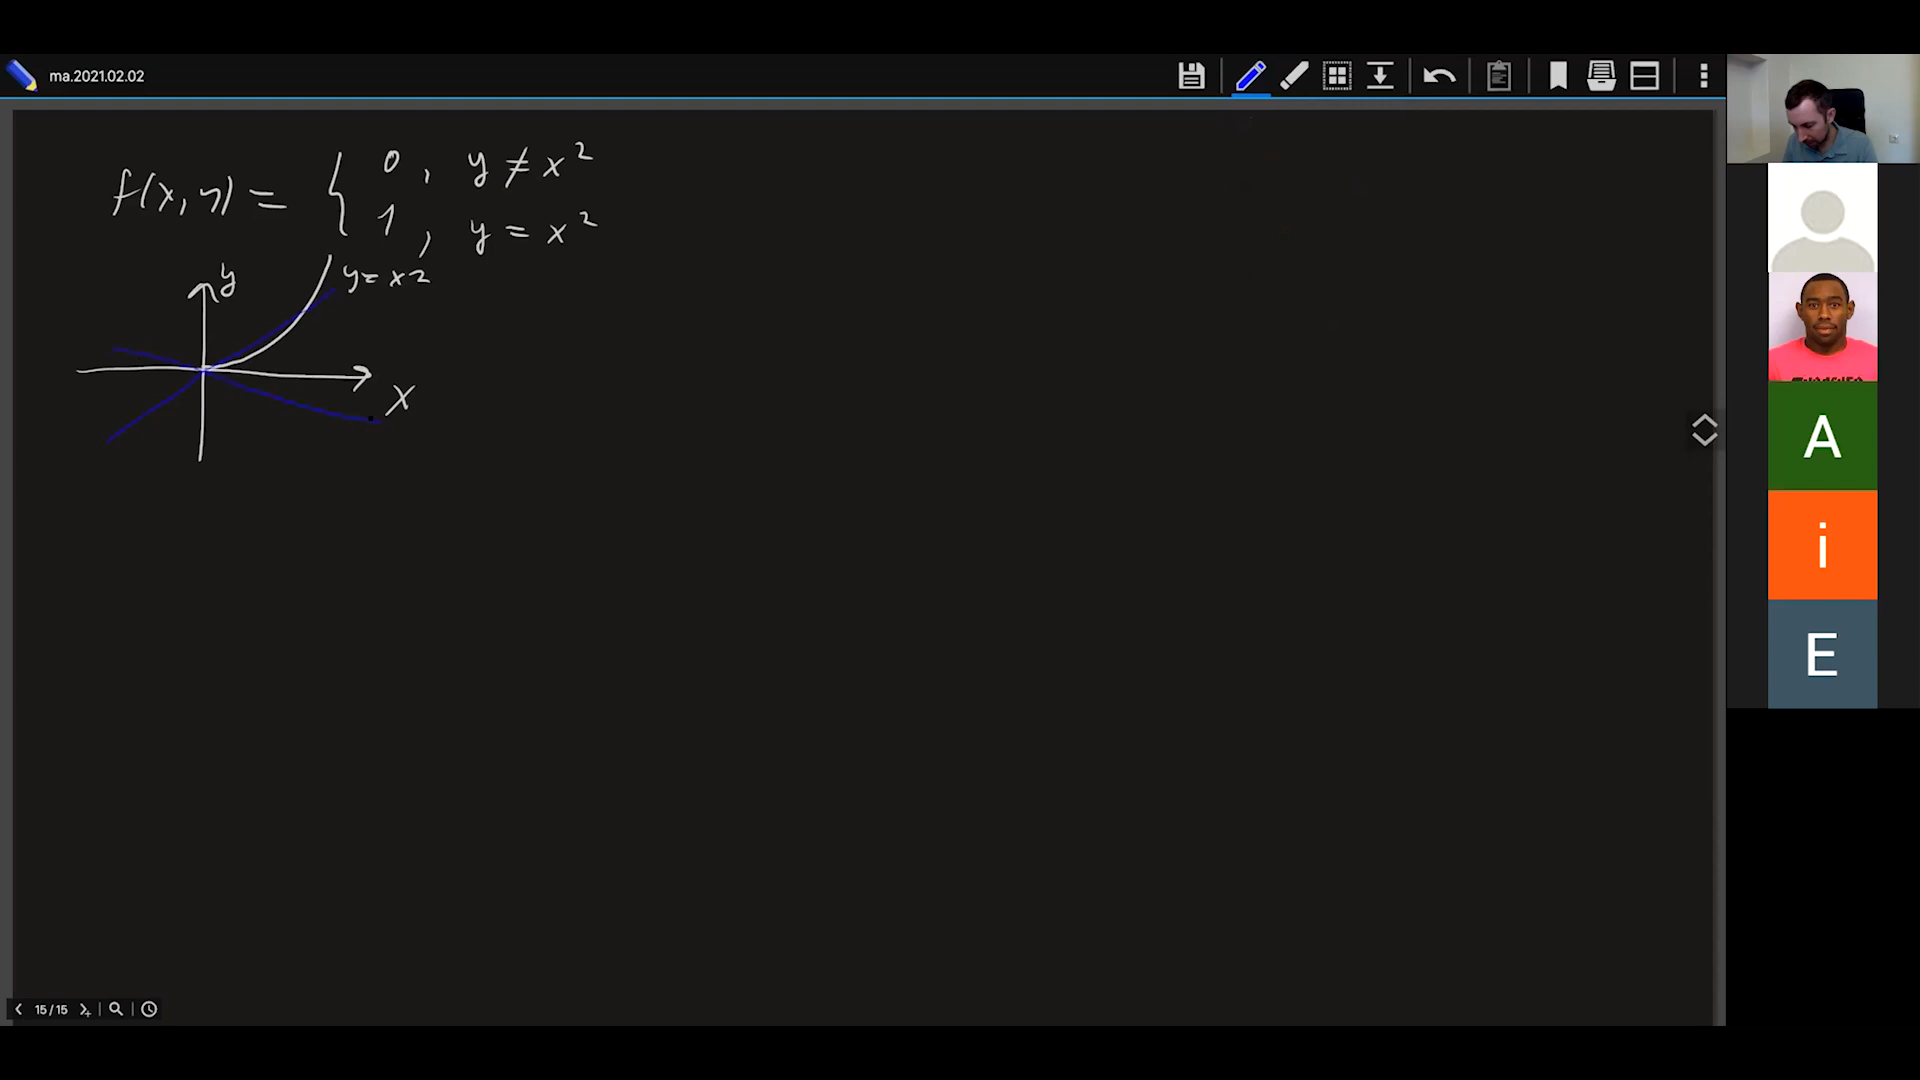 ma.2021.02.02
f(x,y) = { 0, y ≠ x²
1, y = x²
y
y = x2
x
A
i
E
15/15